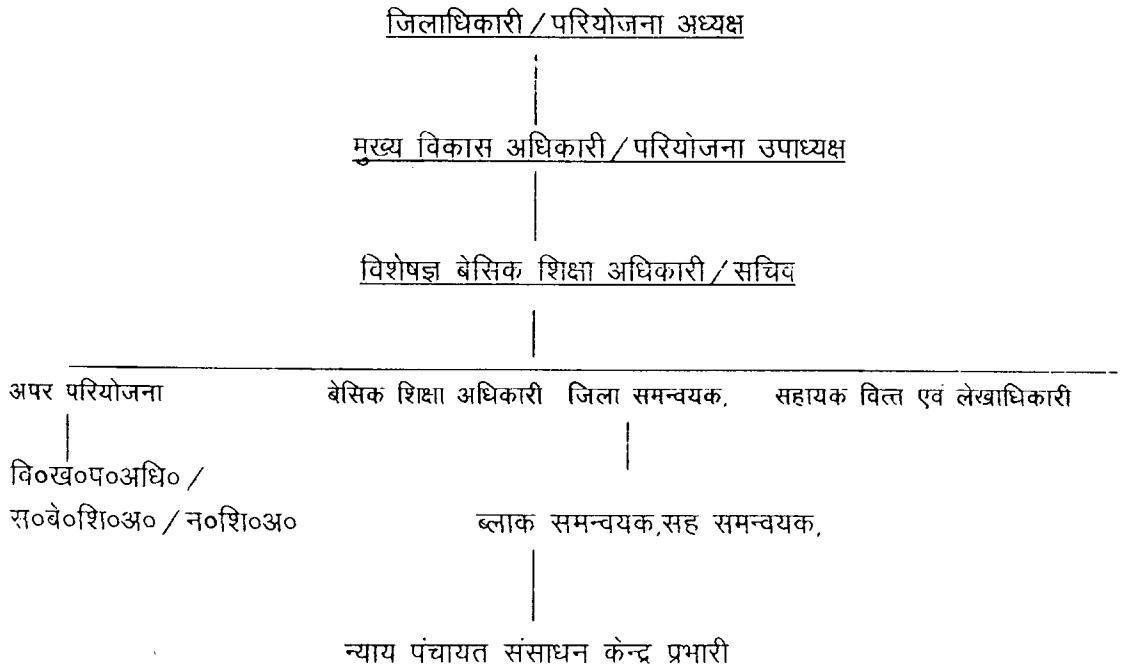 जिलाधिकारी / परियोजना अध्यक्ष
मुख्य विकास अधिकारी / परियोजना उपाध्यक्ष
विशेषज्ञ बेसिक शिक्षा अधिकारी / सचिव
अपर परियोजना बेसिक शिक्षा अधिकारी जिला समन्वयक, सहायक वित्त एवं लेखाधिकारी
वि०ख०प०अधि० /
स०बे०शि०अ० / न०शि०अ०
ब्लाक समन्वयक,सह समन्वयक,
न्याय पंचायत संसाधन केन्द्र प्रभारी